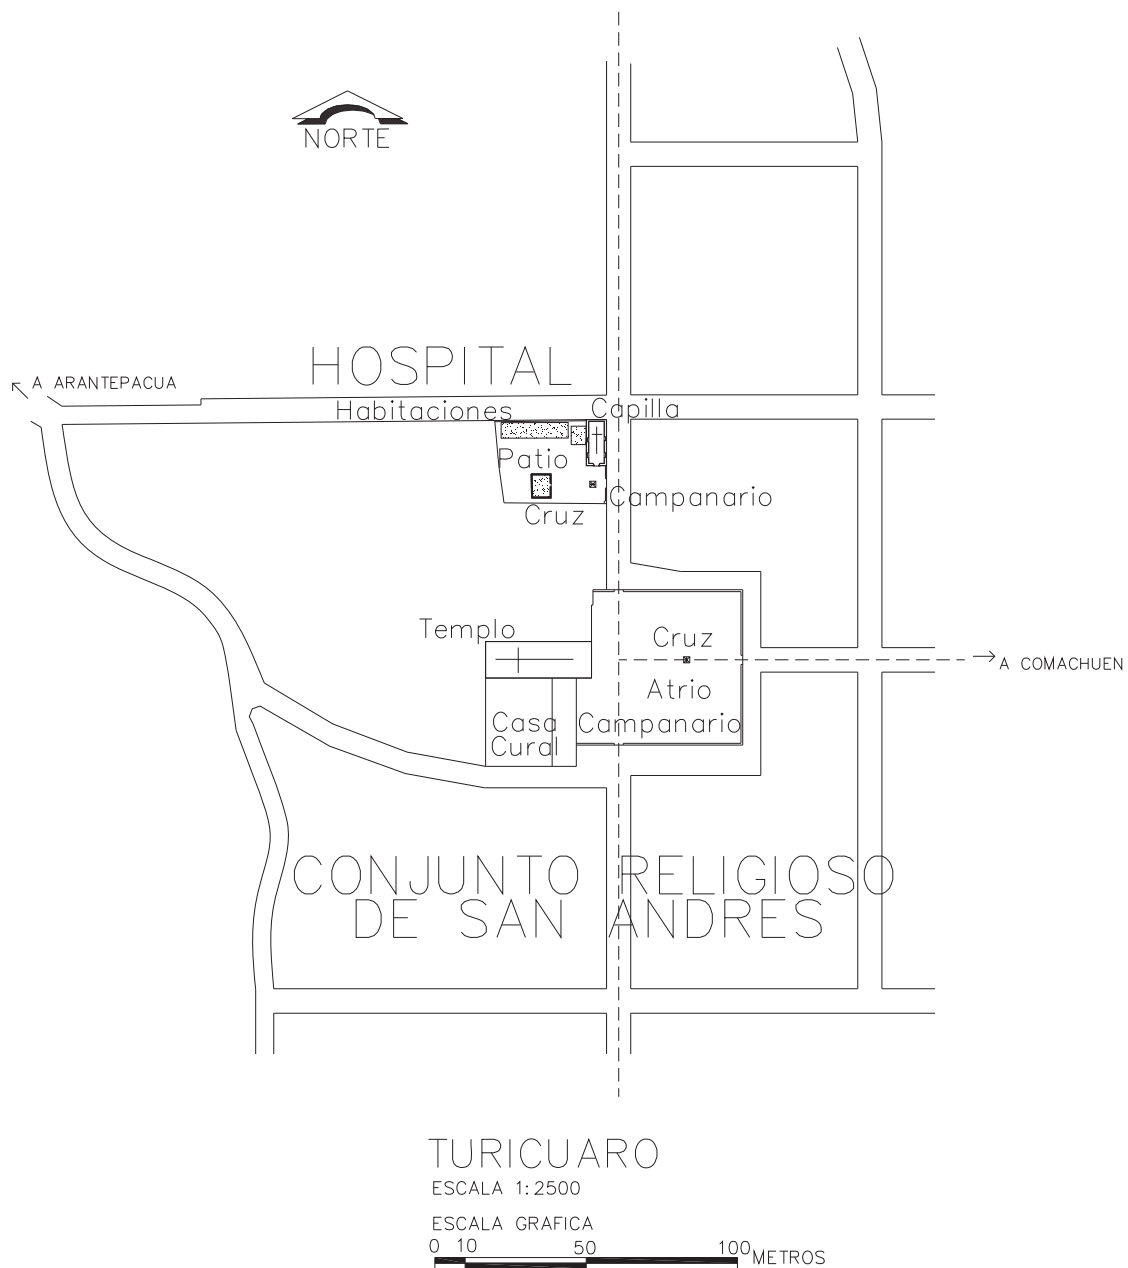 NORTE
HOSPITAL
A ARANTEPACUA
Habitaciones
Capilla
Patio
Campanario
Cruz
Templo
Cruz
A COMACHUEN
Atrio
Casa
Cural
Campanario
CONJUNTO RELIGIOSO
DE SAN ANDRES
TURICUARO
ESCALA 1:2500
ESCALA GRAFICA
0 10 50 100 METROS